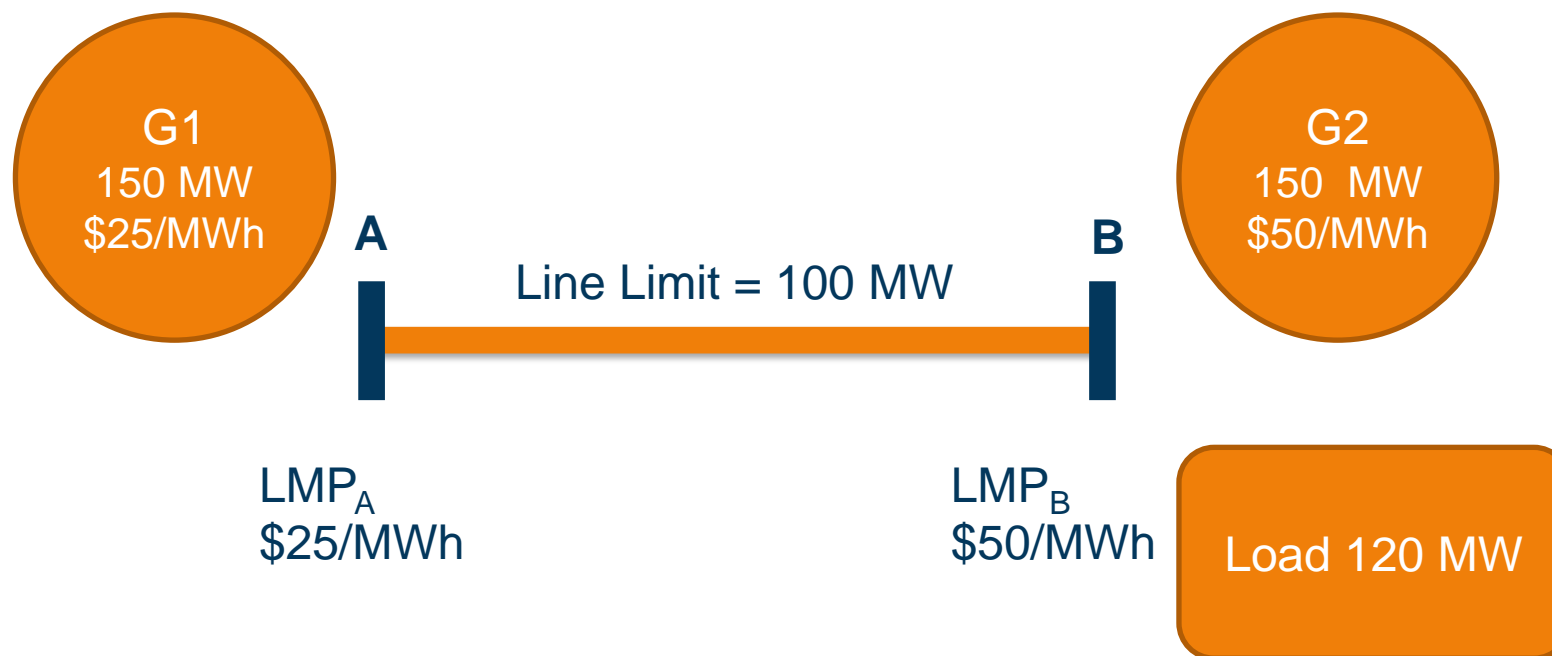 G1
150 MW
$25/MWh
G2
150 MW
$50/MWh
A
B
Line Limit = 100 MW
LMPA
$25/MWh
LMPB
$50/MWh
Load 120 MW